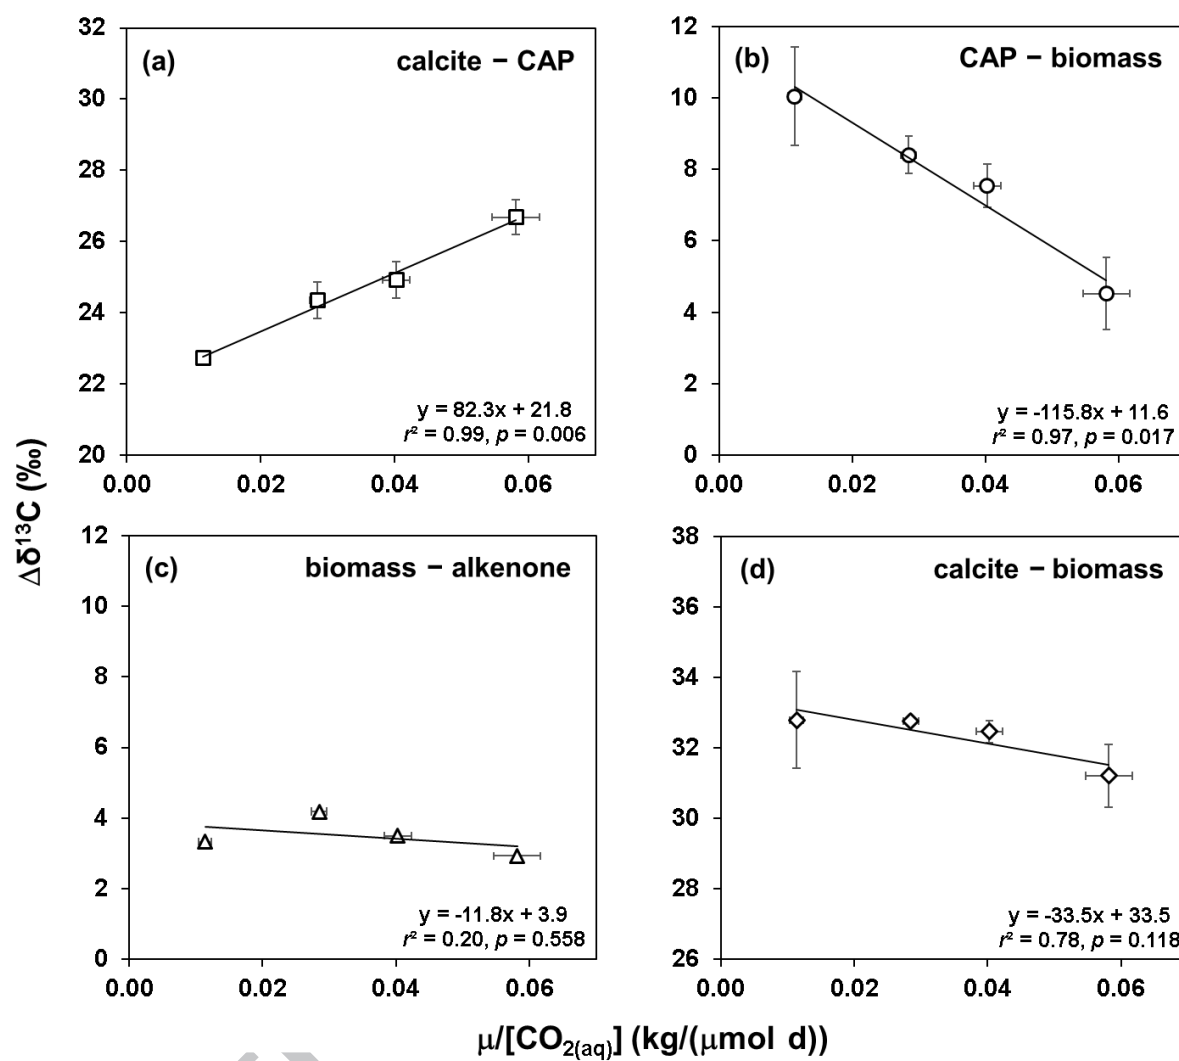 (a) calcite − CAP
32
30
28
26
24
22
20
0.00 0.02 0.04 0.06
y = 82.3x + 21.8
r² = 0.99, p = 0.006
(b) CAP − biomass
12
10
8
6
4
2
0
0.00 0.02 0.04 0.06
y = -115.8x + 11.6
r² = 0.97, p = 0.017
Δδ¹³C (‰)
(c) biomass − alkenone
12
10
8
6
4
2
0
0.00 0.02 0.04 0.06
y = -11.8x + 3.9
r² = 0.20, p = 0.558
(d) calcite − biomass
38
36
34
32
30
28
26
0.00 0.02 0.04 0.06
y = -33.5x + 33.5
r² = 0.78, p = 0.118
μ/[CO₂(aq)] (kg/(μmol d))